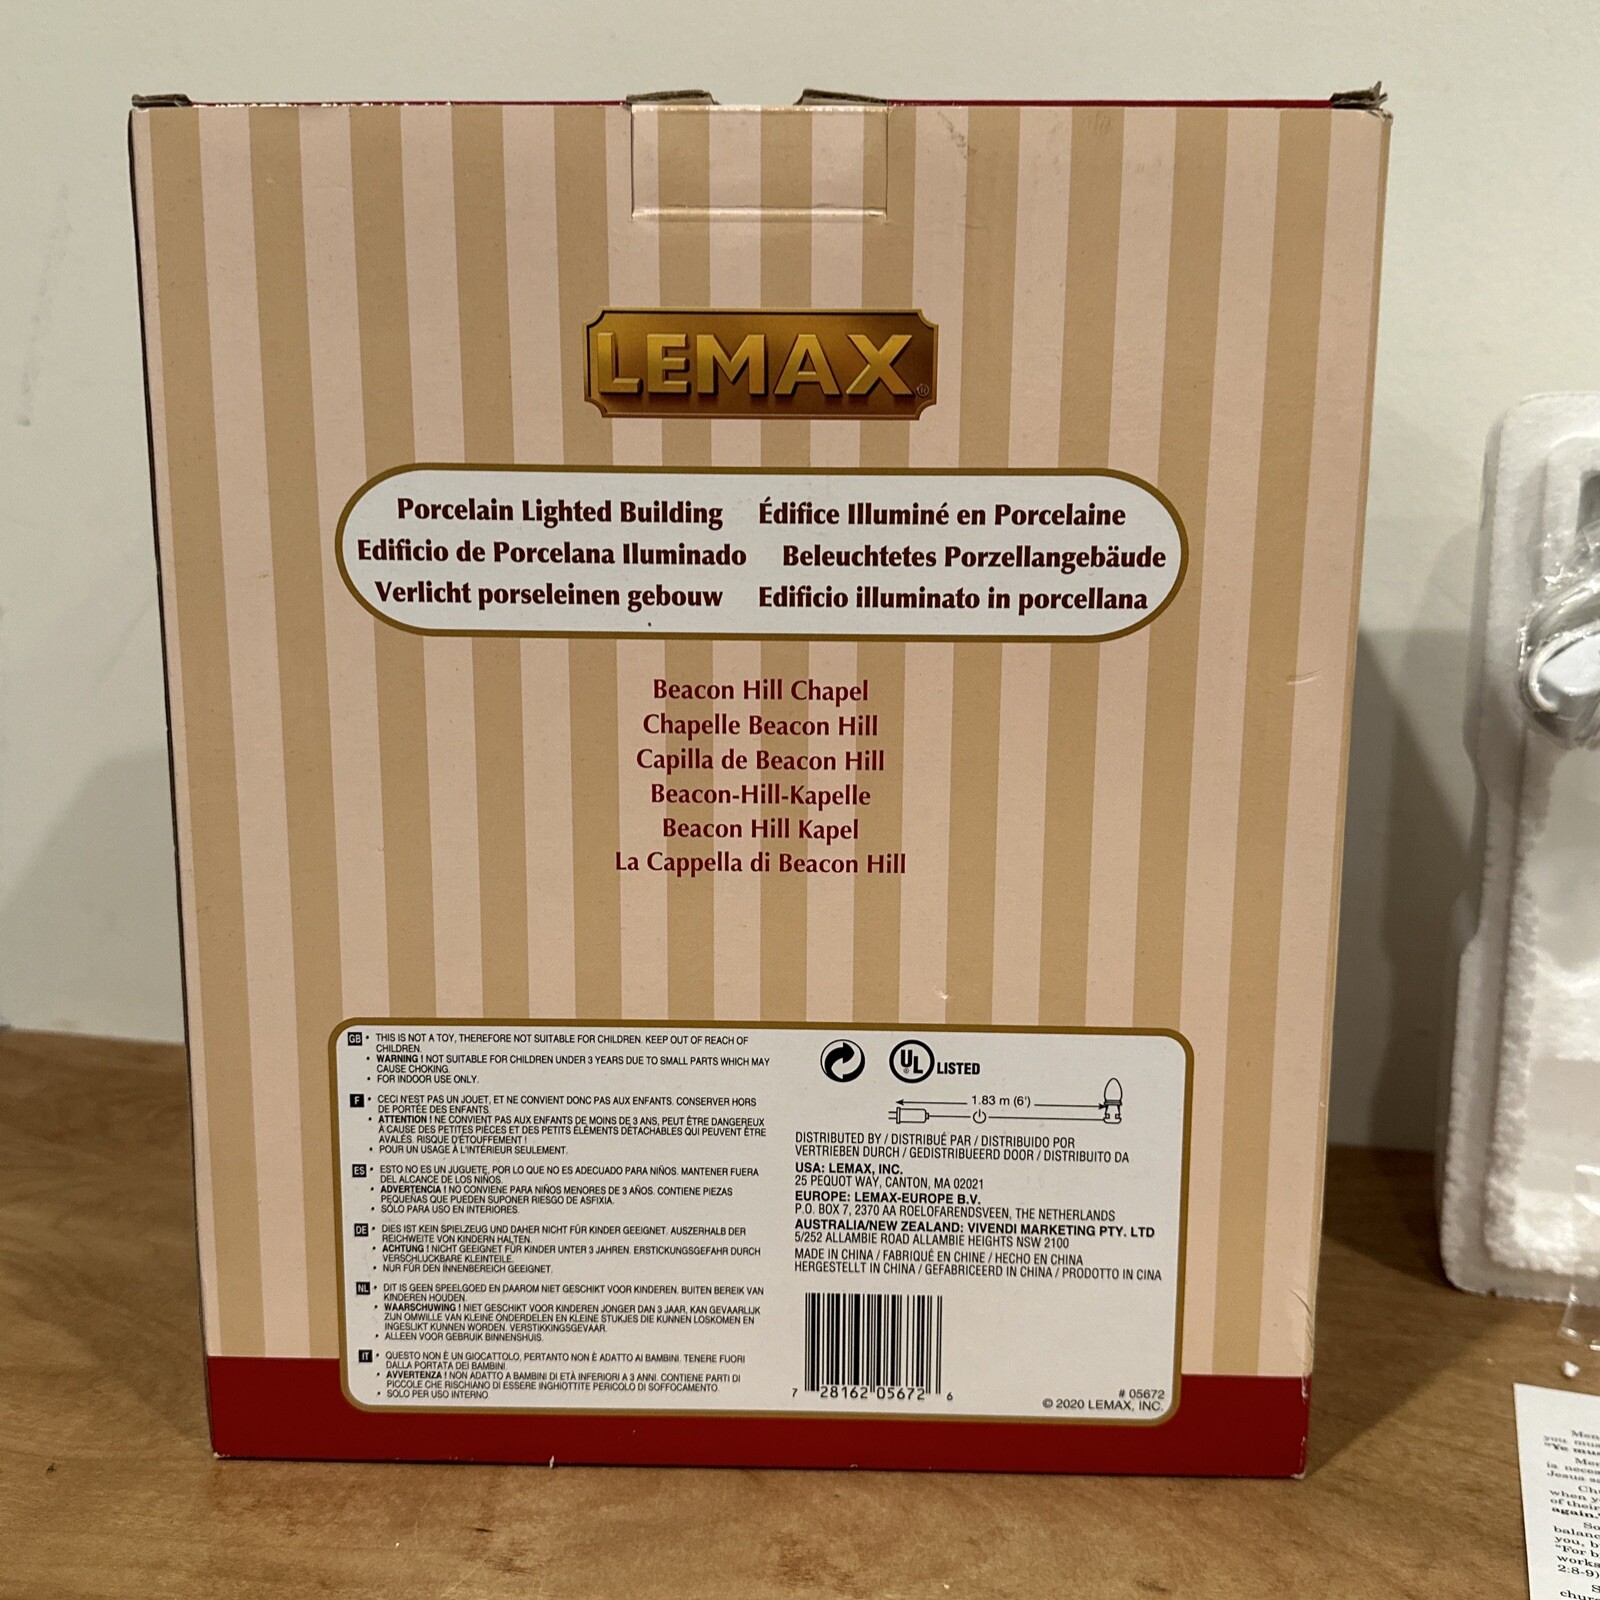 LEMAX
Porcelain Lighted Building Édifice Illuminé en Porcelaine
Edificio de Porcelana Iluminado Beleuchtetes Porzellangebäude
Verlicht porseleinen gebouw Edificio illuminato in porcellana
Beacon Hill Chapel
Chapelle Beacon Hill
Capilla de Beacon Hill
Beacon-Hill-Kapelle
Beacon Hill Kapel
La Cappella di Beacon Hill
GB • THIS IS NOT A TOY, THEREFORE NOT SUITABLE FOR CHILDREN. KEEP OUT OF REACH OF
CHILDREN.
• WARNING ! NOT SUITABLE FOR CHILDREN UNDER 3 YEARS DUE TO SMALL PARTS WHICH MAY
CAUSE CHOKING.
• FOR INDOOR USE ONLY.
F • CECI N'EST PAS UN JOUET, ET NE CONVIENT DONC PAS AUX ENFANTS. CONSERVER HORS
DE PORTÉE DES ENFANTS.
• ATTENTION ! NE CONVIENT PAS AUX ENFANTS DE MOINS DE 3 ANS, PEUT ÊTRE DANGEREUX
À CAUSE DES PETITES PIÈCES ET DES PETITS ÉLÉMENTS DÉTACHABLES QUI PEUVENT ÊTRE
AVALÉS. RISQUE D'ÉTOUFFEMENT !
• POUR UN USAGE À L'INTÉRIEUR SEULEMENT.
ES • ESTO NO ES UN JUGUETE, POR LO QUE NO ES ADECUADO PARA NIÑOS. MANTENER FUERA
DEL ALCANCE DE LOS NIÑOS.
• ADVERTENCIA ! NO CONVIENE PARA NIÑOS MENORES DE 3 AÑOS. CONTIENE PIEZAS
PEQUEÑAS QUE PUEDEN SUPONER RIESGO DE ASFIXIA.
• SÓLO PARA USO EN INTERIORES.
DE • DIES IST KEIN SPIELZEUG UND DAHER NICHT FÜR KINDER GEEIGNET. AUSZERHALB DER
REICHWEITE VON KINDERN HALTEN.
• ACHTUNG ! NICHT GEEIGNET FÜR KINDER UNTER 3 JAHREN. ERSTICKUNGSGEFAHR DURCH
VERSCHLUCKBARE KLEINTEILE.
• NUR FÜR DEN INNENBEREICH GEEIGNET.
NL • DIT IS GEEN SPEELGOED EN DAAROM NIET GESCHIKT VOOR KINDEREN. BUITEN BEREIK VAN
KINDEREN HOUDEN.
• WAARSCHUWING ! NIET GESCHIKT VOOR KINDEREN JONGER DAN 3 JAAR, KAN GEVAARLIJK
ZIJN OMWILLE VAN KLEINE ONDERDELEN EN KLEINE STUKJES DIE KUNNEN LOSKOMEN EN
INGESLIKT KUNNEN WORDEN. VERSTIKKINGSGEVAAR.
• ALLEEN VOOR GEBRUIK BINNENSHUIS.
IT • QUESTO NON È UN GIOCATTOLO, PERTANTO NON È ADATTO AI BAMBINI. TENERE FUORI
DALLA PORTATA DEI BAMBINI.
• AVVERTENZA ! NON ADATTO A BAMBINI DI ETÀ INFERIORI A 3 ANNI. CONTIENE PARTI DI
PICCOLE CHE RISCHIANO DI ESSERE INGHIOTTITE PERICOLO DI SOFFOCAMENTO.
• SOLO PER USO INTERNO.
UL LISTED
1.83 m (6')
DISTRIBUTED BY / DISTRIBUÉ PAR / DISTRIBUIDO POR
VERTRIEBEN DURCH / GEDISTRIBUEERD DOOR / DISTRIBUITO DA
USA: LEMAX, INC.
25 PEQUOT WAY, CANTON, MA 02021
EUROPE: LEMAX-EUROPE B.V.
P.O. BOX 7, 2370 AA ROELOFARENDSVEEN, THE NETHERLANDS
AUSTRALIA/NEW ZEALAND: VIVENDI MARKETING PTY. LTD
5/252 ALLAMBIE ROAD ALLAMBIE HEIGHTS NSW 2100
MADE IN CHINA / FABRIQUÉ EN CHINE / HECHO EN CHINA
HERGESTELLT IN CHINA / GEFABRICEERD IN CHINA / PRODOTTO IN CINA
7 28162 05672 6
# 05672
© 2020 LEMAX, INC.
you
Jesus
when
of their
again."
you,
"For
works
2:8-9)